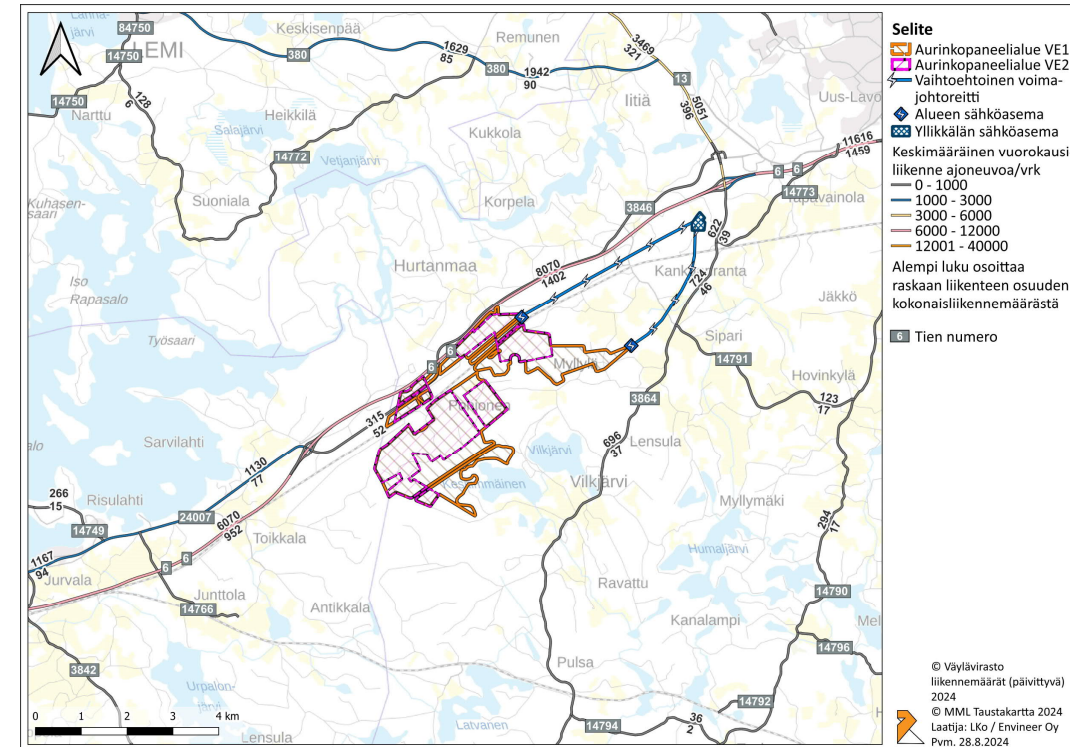 84750
LEMI
14750
14750
Narttu
128
6
Heikkilä
Salajärvi
14772
Vetjanjärvi
Suoniala
Keskisenpää
380
1629
85
380
Remunen
1942
90
3469
321
13
5051
396
Iitiä
Kukkola
Korpela
11616
1459
6
6
14773
3846
622
39
8070
1402
Hurtanmaa
724
46
Iso
Rapasalo
Työsaari
Jäkkö
Sipari
14791
Hovinkylä
123
17
6
6
Pohjonen
315
52
3864
696
37
Lensula
Vilkjärvi
Vilkjärvi
Sarvilahti
1130
77
266
15
Risulahti
14749
24007
6070
952
Toikkala
1167
94
Jurvala
6
6
Junttola
14766
Antikkala
Myllymäki
294
17
Humaljärvi
Ravattu
14790
Kanalampi
14796
Pulsa
14792
36
2
14794
Latvanen
Lensula
3842
0 1 2 3 4 km
Selite
Aurinkopaneelialue VE1
Aurinkopaneelialue VE2
Vaihtoehtoinen voima-
johtoreitti
Alueen sähköasema
Yllikkälän sähköasema
Keskimääräinen vuorokausi
liikenne ajoneuvoa/vrk
0 - 1000
1000 - 3000
3000 - 6000
6000 - 12000
12001 - 40000
Alempi luku osoittaa
raskaan liikenteen osuuden
kokonaisliikennemäärästä
6 Tien numero
© Väylävirasto
liikennemäärät (päivittyvä)
2024
© MML Taustakartta 2024
Laatija: LKo / Envineer Oy
Pvm. 28.8.2024